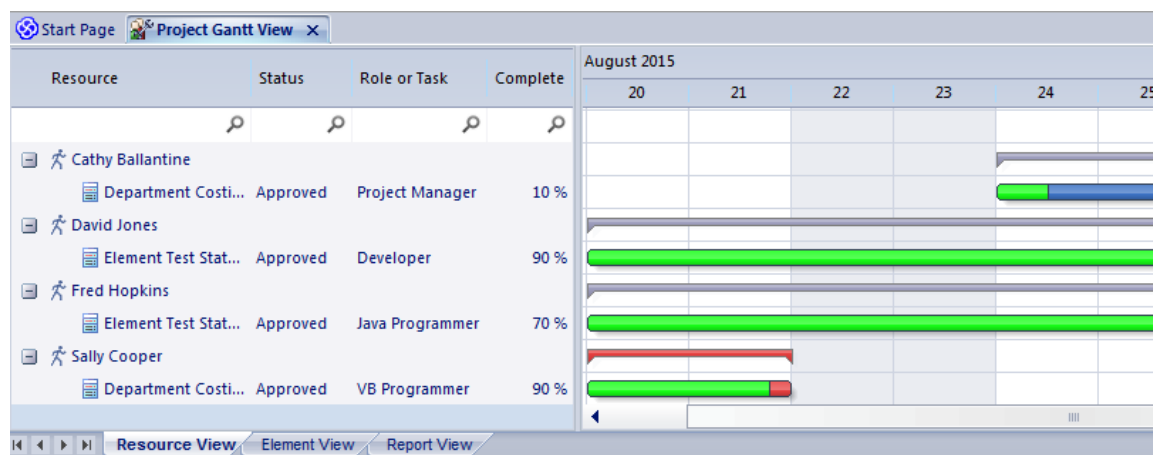 Start Page Project Gantt View X
August 2015
Resource Status Role or Task Complete
20 21 22 23 24 25
Cathy Ballantine
Department Costi... Approved Project Manager 10 %
David Jones
Element Test Stat... Approved Developer 90 %
Fred Hopkins
Element Test Stat... Approved Java Programmer 70 %
Sally Cooper
Department Costi... Approved VB Programmer 90 %
Resource View Element View Report View